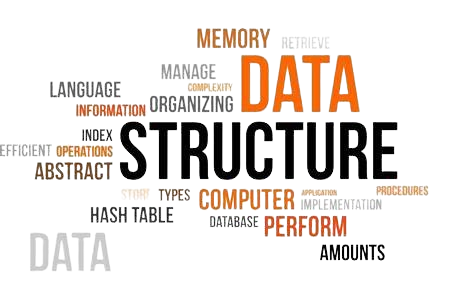 MEMORY RETRIEVE
MANAGE DATA
COMPLEXITY
LANGUAGE ORGANIZING
INFORMATION
INDEX STRUCTURE
EFFICIENT OPERATIONS
ABSTRACT
STORE TYPES COMPUTER APPLICATION PROCEDURES
IMPLEMENTATION
HASH TABLE DATABASE PERFORM
DATA AMOUNTS